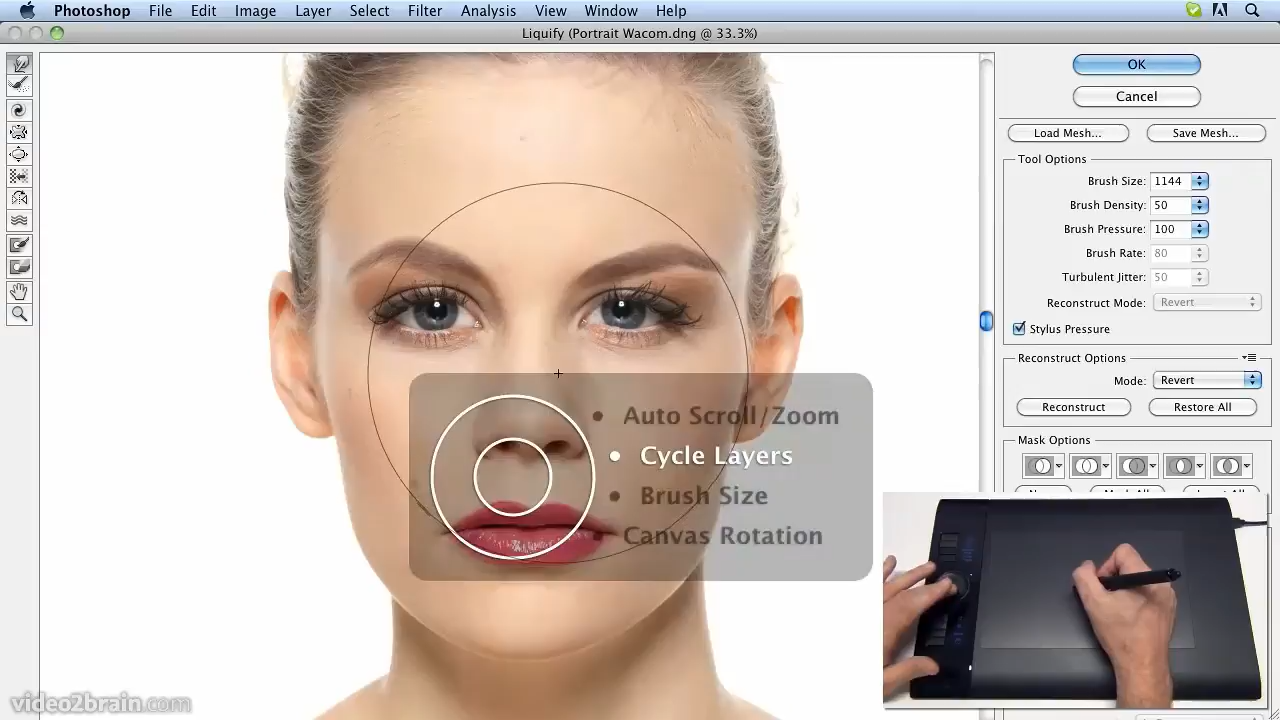 Photoshop File Edit Image Layer Select Filter Analysis View Window Help
Liquify (Portrait Wacom.dng @ 33.3%)
OK
Cancel
Load Mesh... Save Mesh...
Tool Options
Brush Size: 1144
Brush Density: 50
Brush Pressure: 100
Brush Rate: 80
Turbulent Jitter: 50
Reconstruct Mode: Revert
Stylus Pressure
Reconstruct Options
Mode: Revert
Reconstruct Restore All
Mask Options
Auto Scroll/Zoom
Cycle Layers
Brush Size
Canvas Rotation
video2brain.com